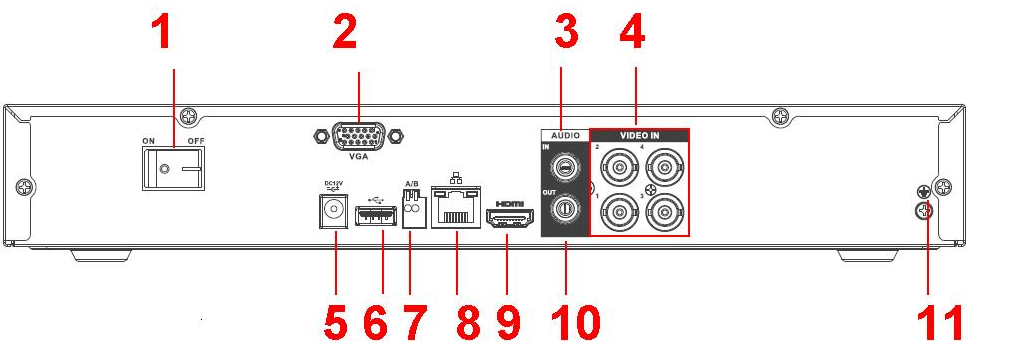 1 2 3 4
ON OFF
VGA
AUDIO VIDEO IN
IN 2 4
DC12V A/B
HDMI
OUT 1 3
5 6 7 8 9 10 11